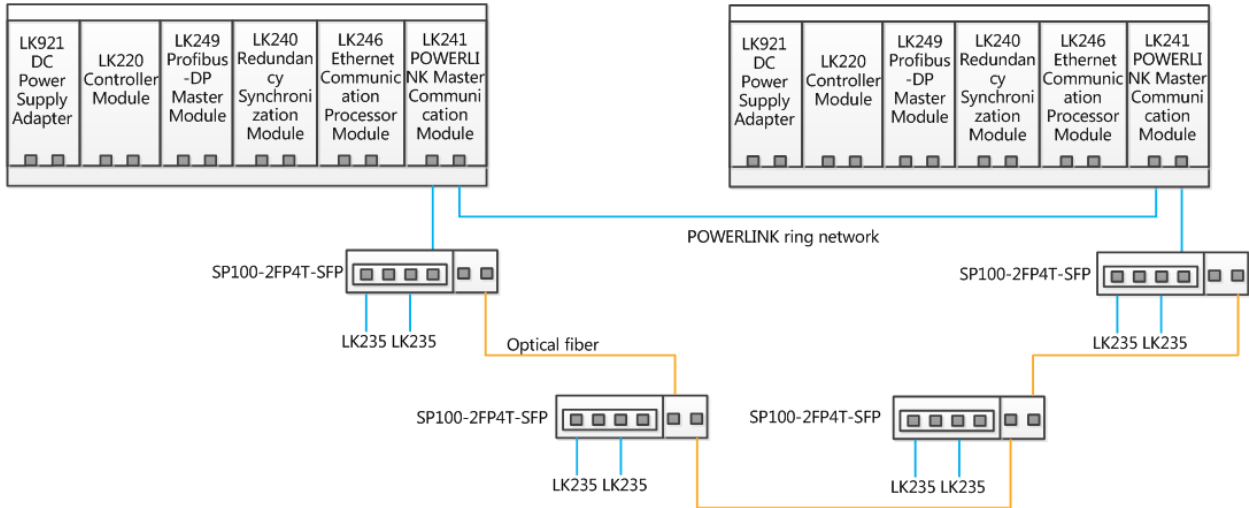 LK921
DC
Power
Supply
Adapter
LK220
Controller
Module
LK249
Profibus
-DP
Master
Module
LK240
Redundan
cy
Synchroni
zation
Module
LK246
Ethernet
Communic
ation
Processor
Module
LK241
POWERLI
NK Master
Communi
cation
Module
LK921
DC
Power
Supply
Adapter
LK220
Controller
Module
LK249
Profibus
-DP
Master
Module
LK240
Redundan
cy
Synchroni
zation
Module
LK246
Ethernet
Communic
ation
Processor
Module
LK241
POWERLI
NK Master
Communi
cation
Module
POWERLINK ring network
SP100-2FP4T-SFP
SP100-2FP4T-SFP
LK235 LK235
Optical fiber
LK235 LK235
SP100-2FP4T-SFP
SP100-2FP4T-SFP
LK235 LK235
LK235 LK235